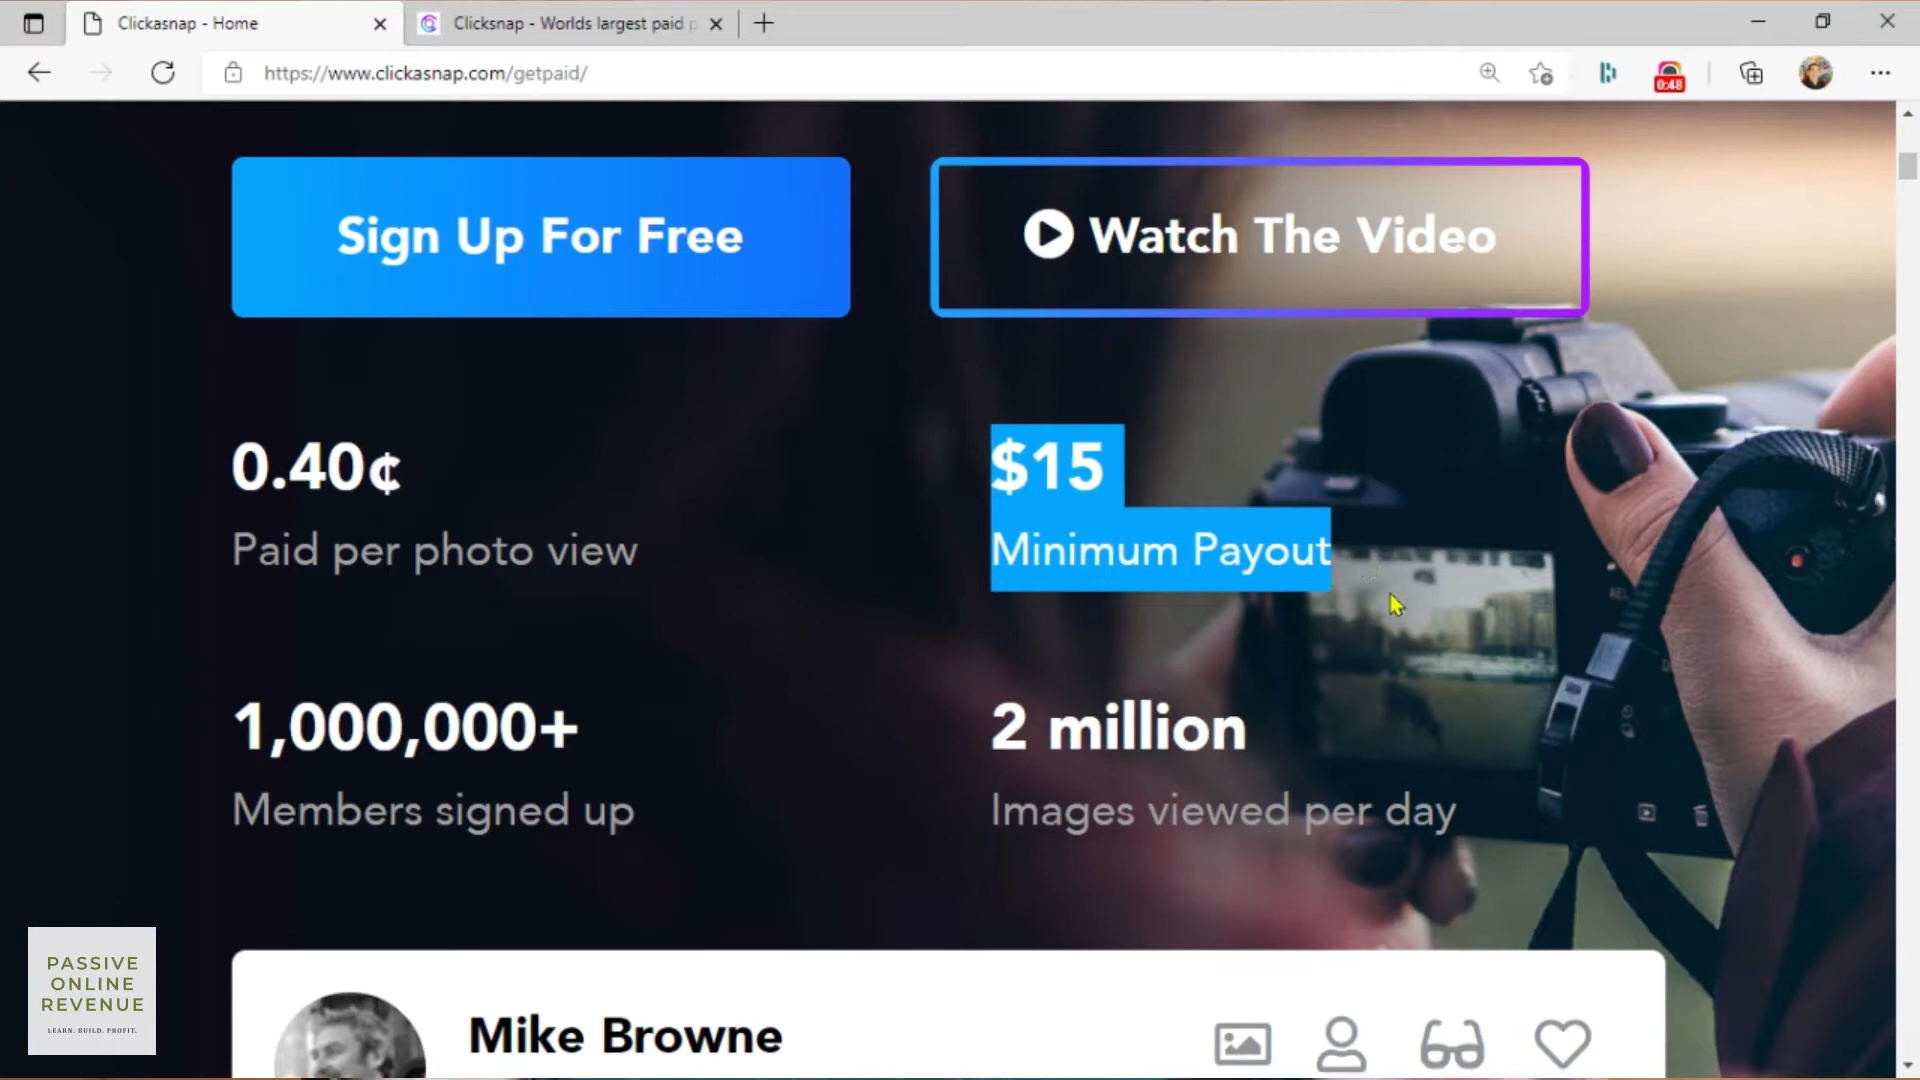 Clickasnap - Home
Clicksnap - Worlds largest paid p
https://www.clickasnap.com/getpaid/
0:48
Sign Up For Free
Watch The Video
0.40¢
Paid per photo view
$15
Minimum Payout
1,000,000+
Members signed up
2 million
Images viewed per day
Mike Browne
PASSIVE
ONLINE
REVENUE
LEARN. BUILD. PROFIT.